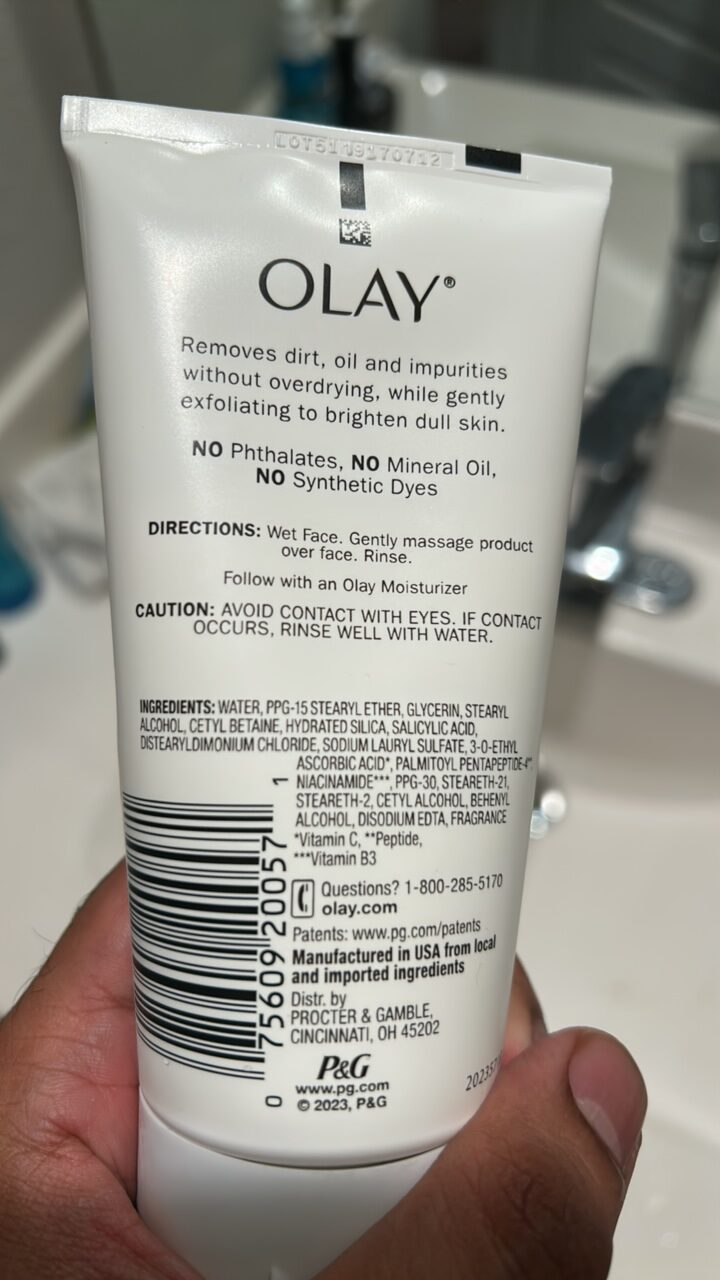 LOT5119170712
OLAY®
Removes dirt, oil and impurities
without overdrying, while gently
exfoliating to brighten dull skin.
NO Phthalates, NO Mineral Oil,
NO Synthetic Dyes
DIRECTIONS: Wet Face. Gently massage product
over face. Rinse.
Follow with an Olay Moisturizer
CAUTION: AVOID CONTACT WITH EYES. IF CONTACT
OCCURS, RINSE WELL WITH WATER.
INGREDIENTS: WATER, PPG-15 STEARYL ETHER, GLYCERIN, STEARYL
ALCOHOL, CETYL BETAINE, HYDRATED SILICA, SALICYLIC ACID,
DISTEARYLDIMONIUM CHLORIDE, SODIUM LAURYL SULFATE, 3-O-ETHYL
ASCORBIC ACID*, PALMITOYL PENTAPEPTIDE-4**,
NIACINAMIDE***, PPG-30, STEARETH-21,
STEARETH-2, CETYL ALCOHOL, BEHENYL
ALCOHOL, DISODIUM EDTA, FRAGRANCE
*Vitamin C, **Peptide,
***Vitamin B3
Questions? 1-800-285-5170
olay.com
Patents: www.pg.com/patents
Manufactured in USA from local
and imported ingredients
Distr. by
PROCTER & GAMBLE,
CINCINNATI, OH 45202
P&G
www.pg.com
© 2023, P&G
0 75609 20057 1